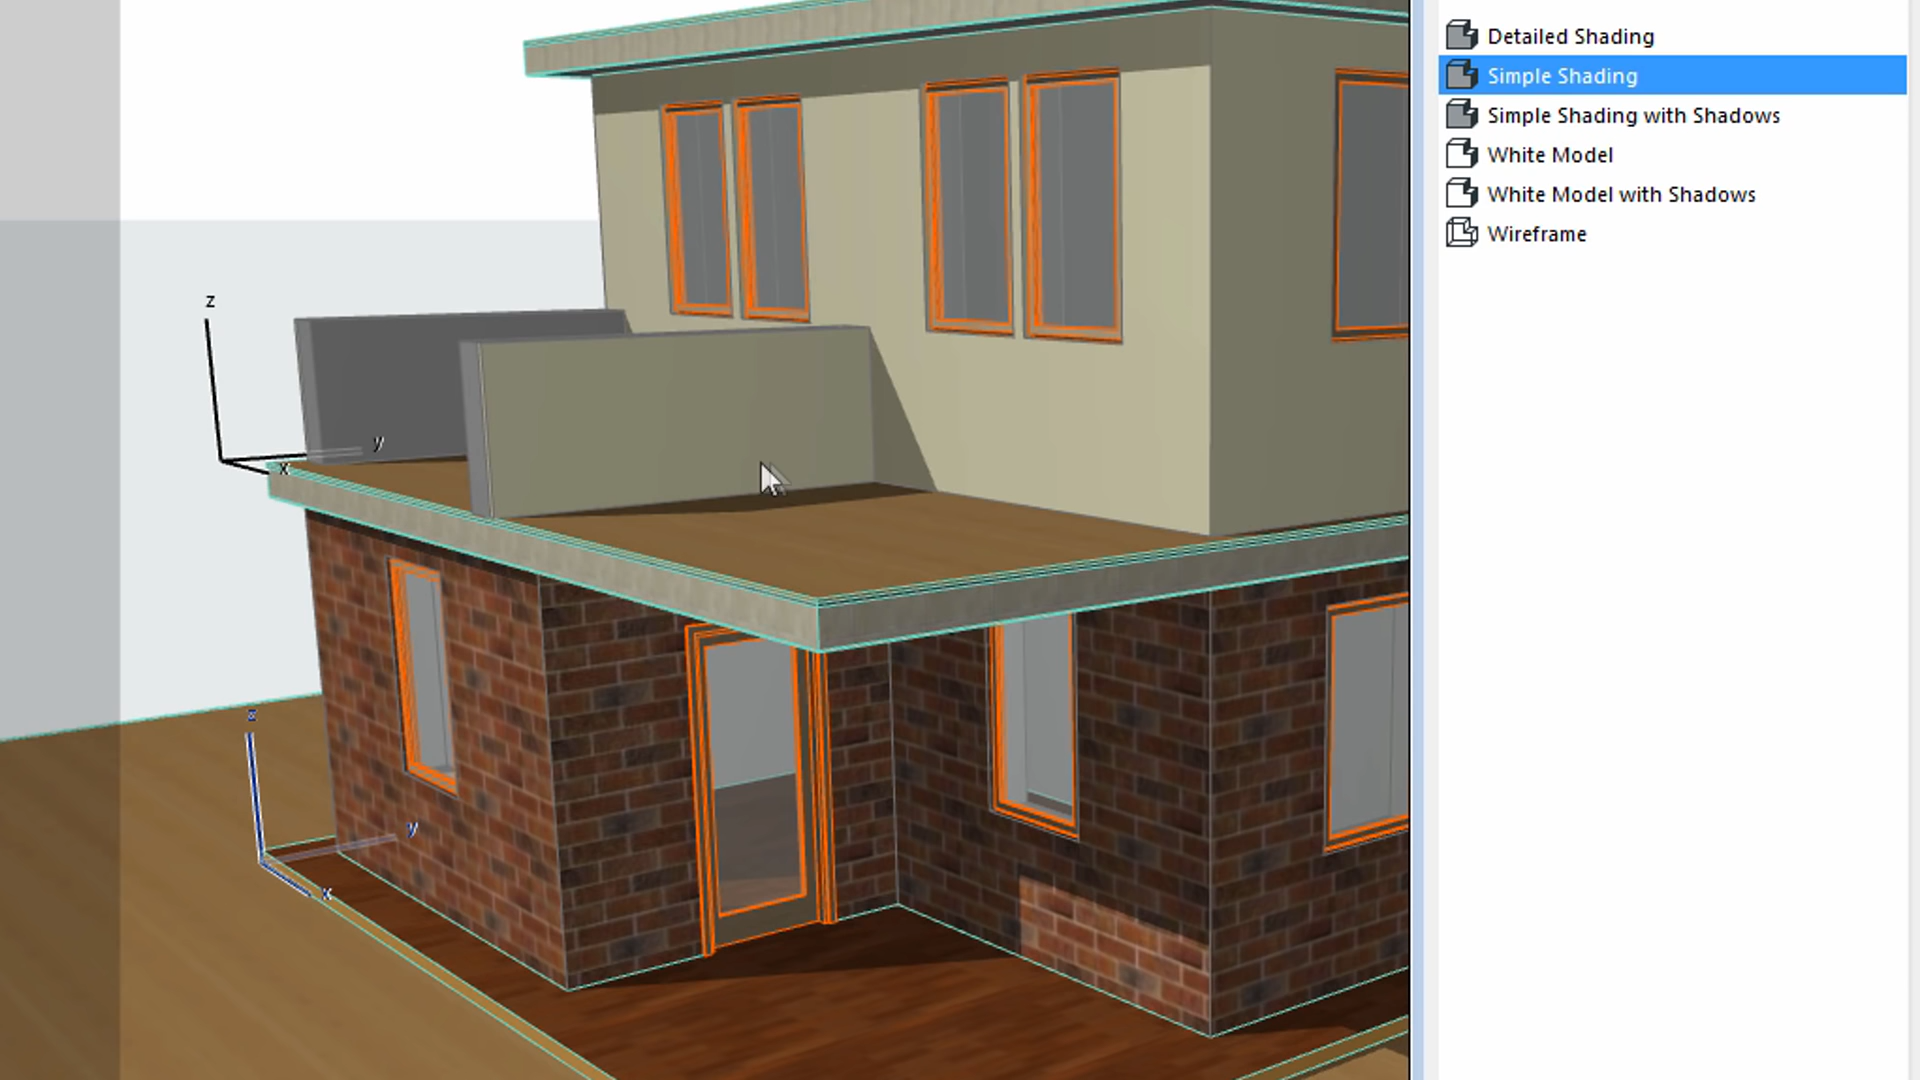 Detailed Shading
Simple Shading
Simple Shading with Shadows
White Model
White Model with Shadows
Wireframe
z
y
x
z
y
x